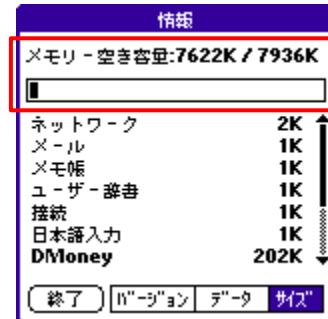 情報
メモリー空き容量:7622K / 7936K
ネットワーク 2K
メール 1K
メモ帳 1K
ユーザー辞書 1K
接続 1K
日本語入力 1K
DMoney 202K
終了 バージョン データ サイズ